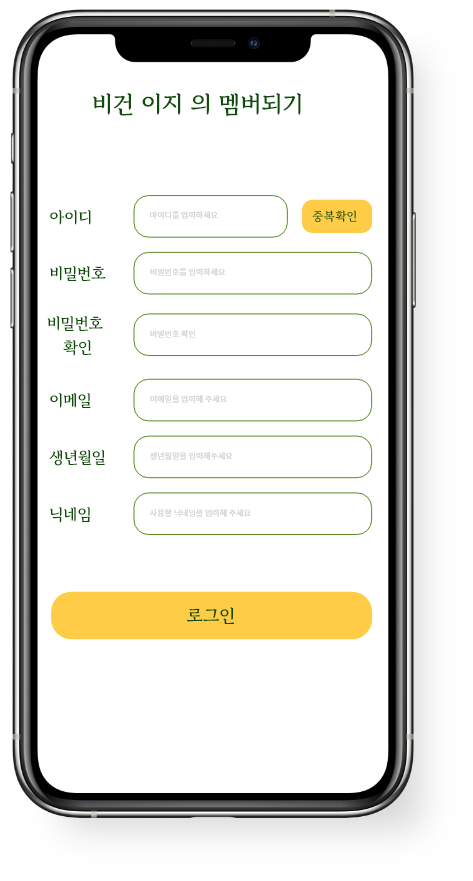 비건 이지 의 멤버되기
아이디
아이디를 입력하세요
중복확인
비밀번호
비밀번호를 입력하세요
비밀번호
확인
비밀번호 확인
이메일
이메일을 입력해 주세요
생년월일
생년월일을 입력해주세요
닉네임
사용할 닉네임을 입력해 주세요
로그인